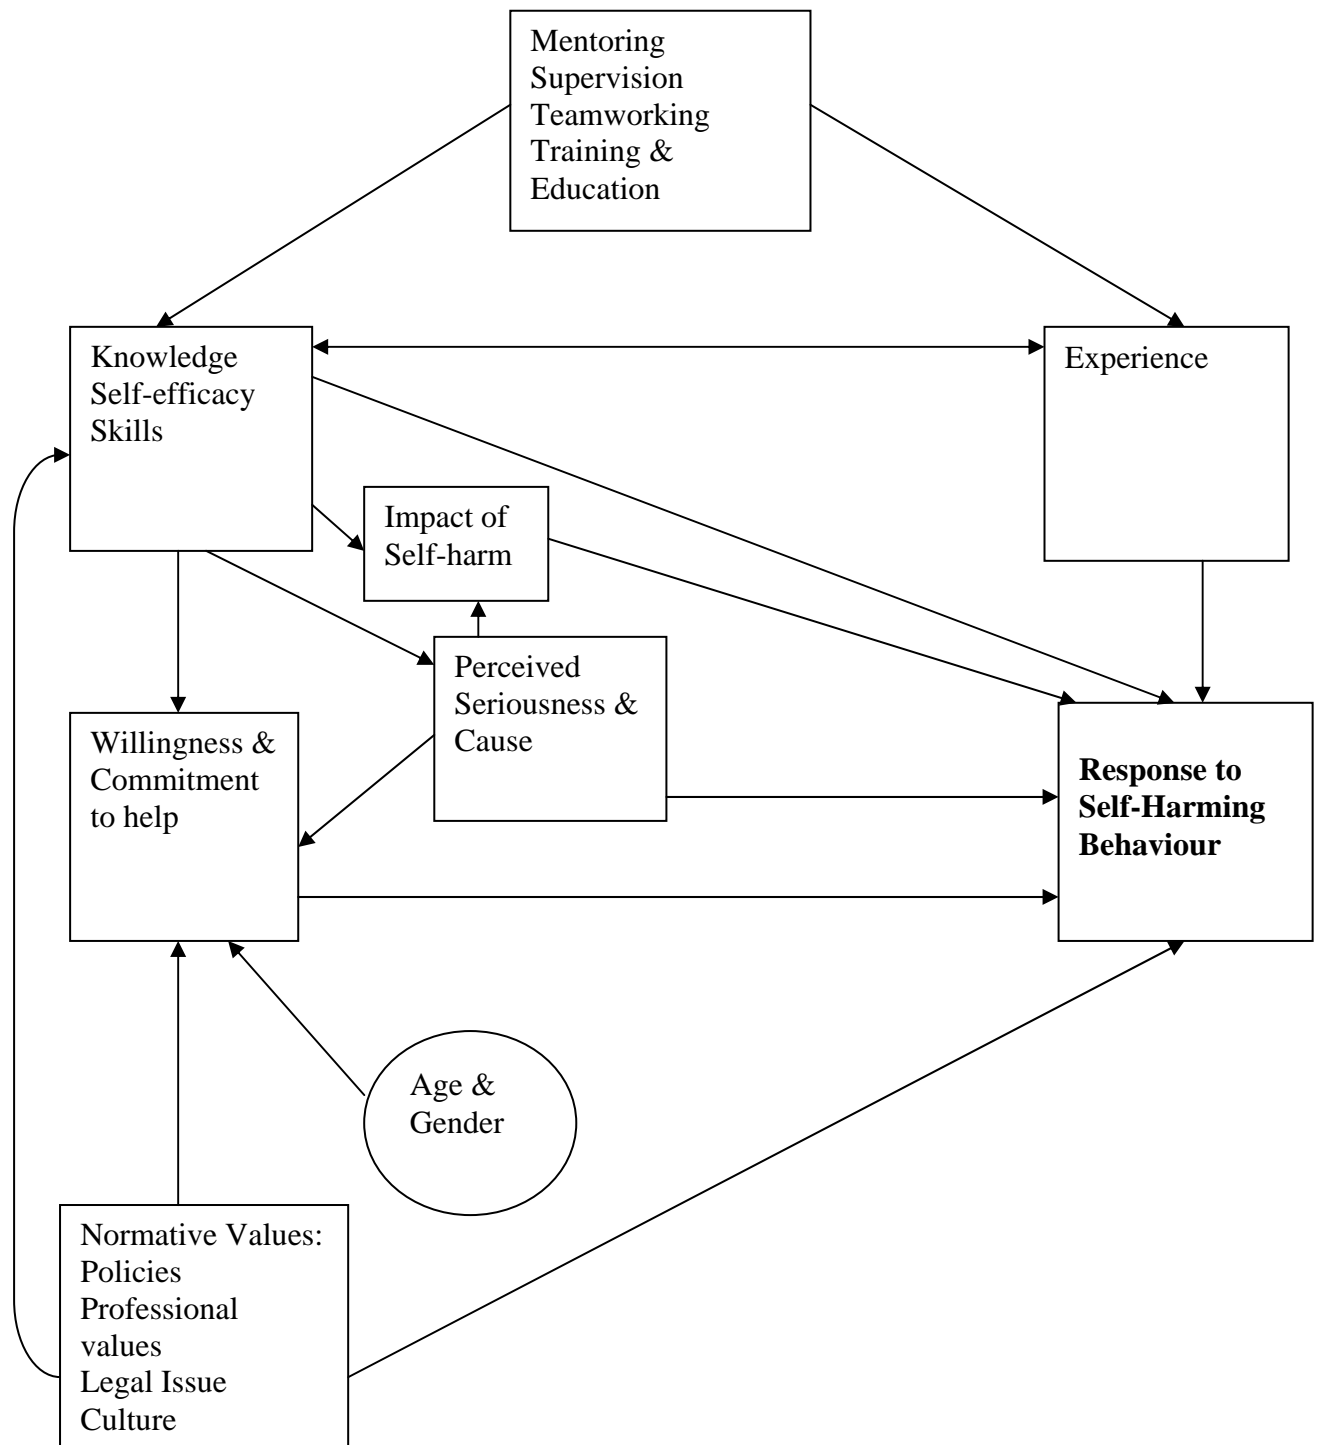 Mentoring
Supervision
Teamworking
Training &
Education
Knowledge
Self-efficacy
Skills
Experience
Impact of
Self-harm
Perceived
Seriousness &
Cause
Willingness &
Commitment
to help
Response to
Self-Harming
Behaviour
Age &
Gender
Normative Values:
Policies
Professional
values
Legal Issue
Culture